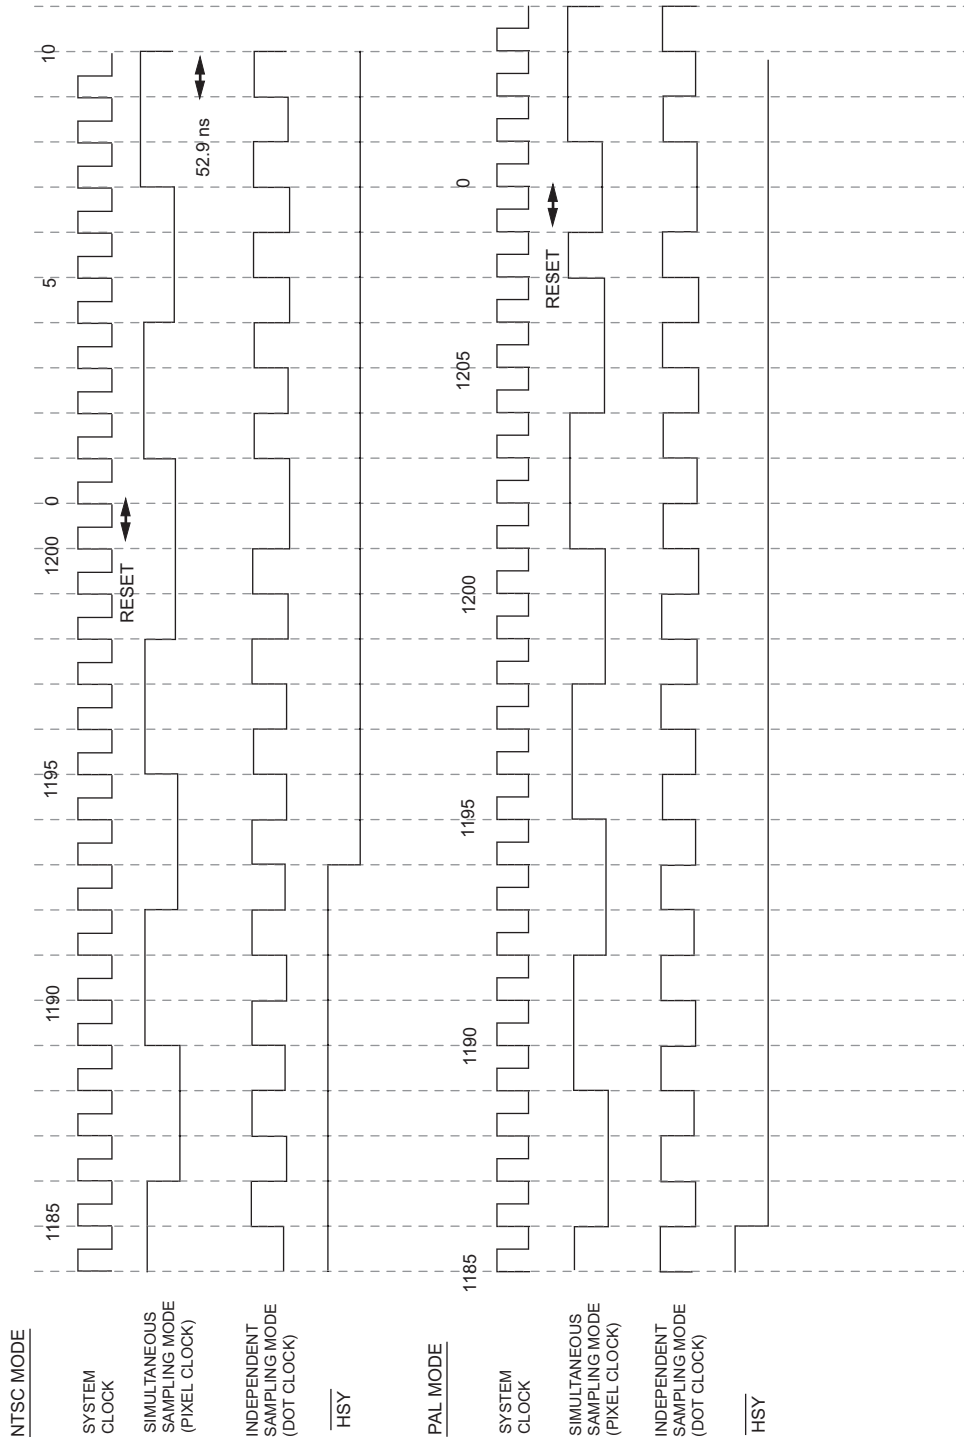 NTSC MODE
1185
1190
1195
1200
0
5
10
SYSTEM
CLOCK
RESET
SIMULTANEOUS
SAMPLING MODE
(PIXEL CLOCK)
52.9 ns
INDEPENDENT
SAMPLING MODE
(DOT CLOCK)
HSY
PAL MODE
1185
1190
1195
1200
1205
0
SYSTEM
CLOCK
RESET
SIMULTANEOUS
SAMPLING MODE
(PIXEL CLOCK)
INDEPENDENT
SAMPLING MODE
(DOT CLOCK)
HSY